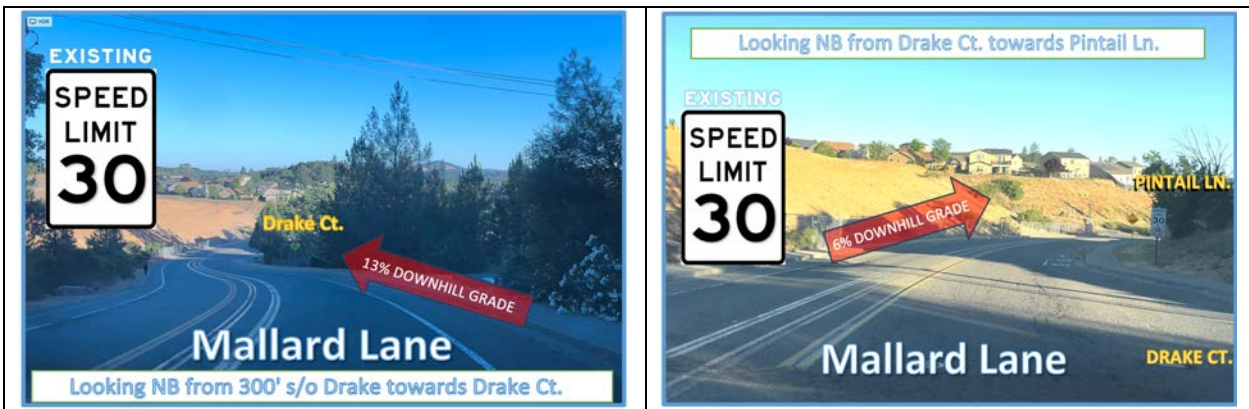 HDR
EXISTING
SPEED
LIMIT
30
Drake Ct.
13% DOWNHILL GRADE
Mallard Lane
Looking NB from 300' s/o Drake towards Drake Ct.
Looking NB from Drake Ct. towards Pintail Ln.
EXISTING
SPEED
LIMIT
30
PINTAIL LN.
6% DOWNHILL GRADE
30
Mallard Lane
DRAKE CT.